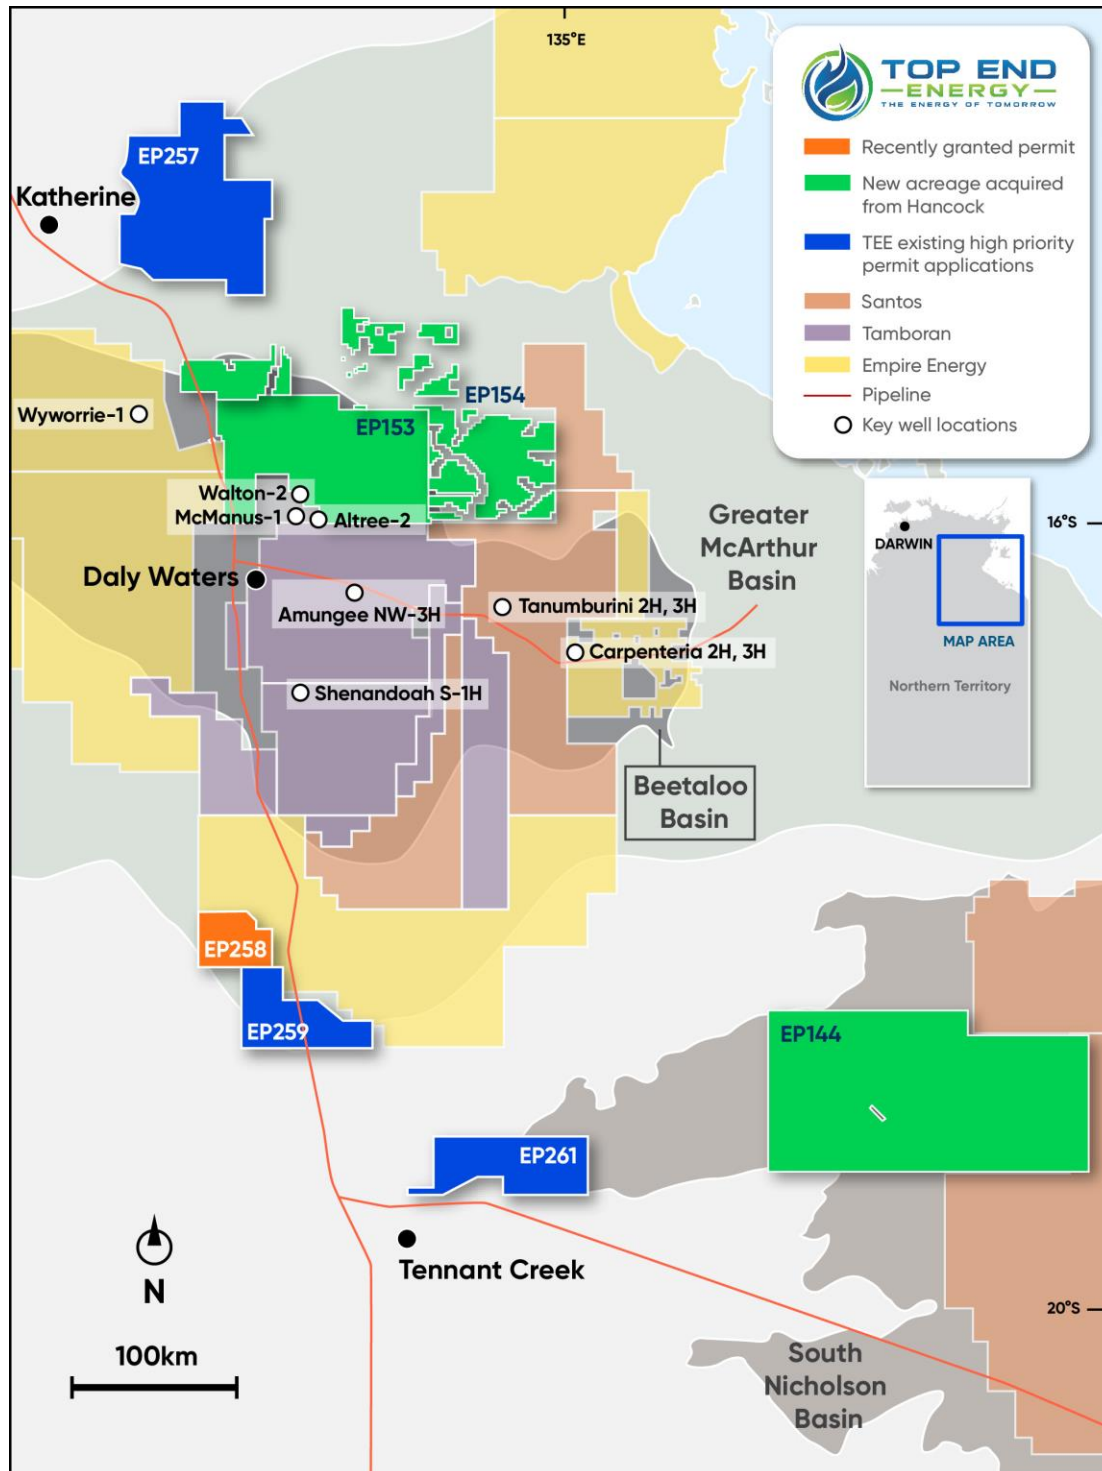 135°E
TOP END
ENERGY
THE ENERGY OF TOMORROW
Recently granted permit
New acreage acquired
from Hancock
TEE existing high priority
permit applications
Santos
Tamboran
Empire Energy
Pipeline
Key well locations
EP257
Katherine
Wyworrie-1
EP153
EP154
Walton-2
McManus-1
Altree-2
Daly Waters
Amungee NW-3H
Tanumburini 2H, 3H
Carpenteria 2H, 3H
Shenandoah S-1H
Greater
McArthur
Basin
Beetaloo
Basin
16°S
DARWIN
MAP AREA
Northern Territory
EP258
EP259
EP144
EP261
Tennant Creek
N
100km
20°S
South
Nicholson
Basin